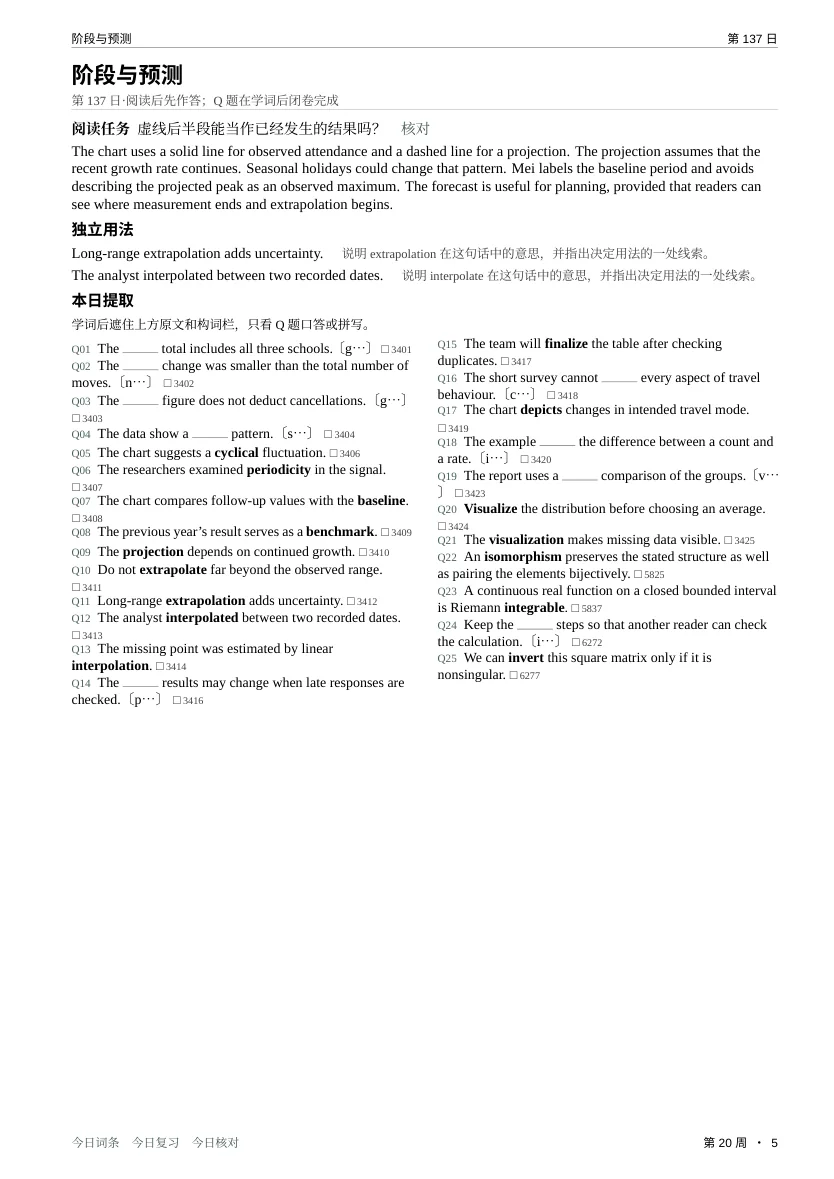 阶段与预测 第 137 日
阶段与预测
第 137 日·阅读后先作答；Q 题在学词后闭卷完成
阅读任务 虚线后半段能当作已经发生的结果吗？ 核对
The chart uses a solid line for observed attendance and a dashed line for a projection. The projection assumes that the
recent growth rate continues. Seasonal holidays could change that pattern. Mei labels the baseline period and avoids
describing the projected peak as an observed maximum. The forecast is useful for planning, provided that readers can
see where measurement ends and extrapolation begins.
独立用法
Long-range extrapolation adds uncertainty. 说明 extrapolation 在这句话中的意思，并指出决定用法的一处线索。
The analyst interpolated between two recorded dates. 说明 interpolate 在这句话中的意思，并指出决定用法的一处线索。
本日提取
学词后遮住上方原文和构词栏，只看 Q 题口答或拼写。
Q01 The _____ total includes all three schools.〔g…〕 □ 3401
Q02 The _____ change was smaller than the total number of
moves.〔n…〕 □ 3402
Q03 The _____ figure does not deduct cancellations.〔g…〕
□ 3403
Q04 The data show a _____ pattern.〔s…〕 □ 3404
Q05 The chart suggests a cyclical fluctuation. □ 3406
Q06 The researchers examined periodicity in the signal.
□ 3407
Q07 The chart compares follow-up values with the baseline.
□ 3408
Q08 The previous year’s result serves as a benchmark. □ 3409
Q09 The projection depends on continued growth. □ 3410
Q10 Do not extrapolate far beyond the observed range.
□ 3411
Q11 Long-range extrapolation adds uncertainty. □ 3412
Q12 The analyst interpolated between two recorded dates.
□ 3413
Q13 The missing point was estimated by linear
interpolation. □ 3414
Q14 The _____ results may change when late responses are
checked.〔p…〕 □ 3416
Q15 The team will finalize the table after checking
duplicates. □ 3417
Q16 The short survey cannot _____ every aspect of travel
behaviour.〔c…〕 □ 3418
Q17 The chart depicts changes in intended travel mode.
□ 3419
Q18 The example _____ the difference between a count and
a rate.〔i…〕 □ 3420
Q19 The report uses a _____ comparison of the groups.〔v…
〕 □ 3423
Q20 Visualize the distribution before choosing an average.
□ 3424
Q21 The visualization makes missing data visible. □ 3425
Q22 An isomorphism preserves the stated structure as well
as pairing the elements bijectively. □ 5825
Q23 A continuous real function on a closed bounded interval
is Riemann integrable. □ 5837
Q24 Keep the _____ steps so that another reader can check
the calculation.〔i…〕 □ 6272
Q25 We can invert this square matrix only if it is
nonsingular. □ 6277
今日词条 今日复习 今日核对 第 20 周 · 5